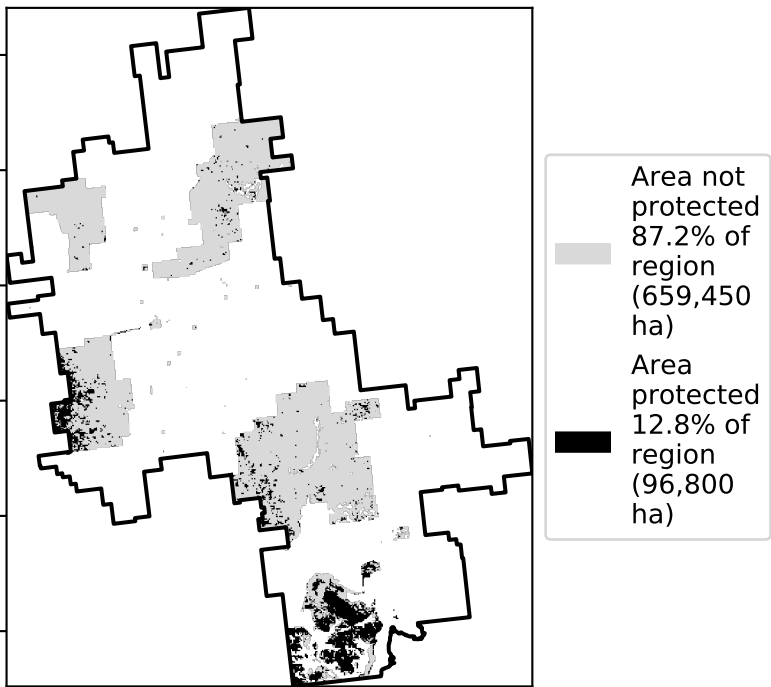 Area not
protected
87.2% of
region
(659,450
ha)
Area
protected
12.8% of
region
(96,800
ha)